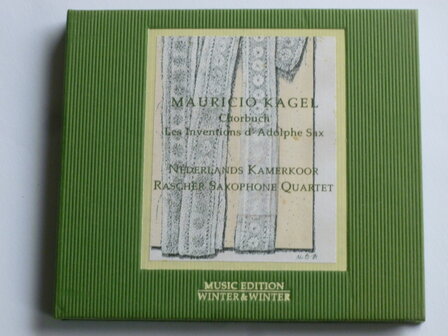 MAURICIO KAGEL
Chorbuch
Les Inventions d'Adolphe Sax
NEDERLANDS KAMERKOOR
RASCHER SAXOPHONE QUARTET
MUSIC EDITION
WINTER&WINTER